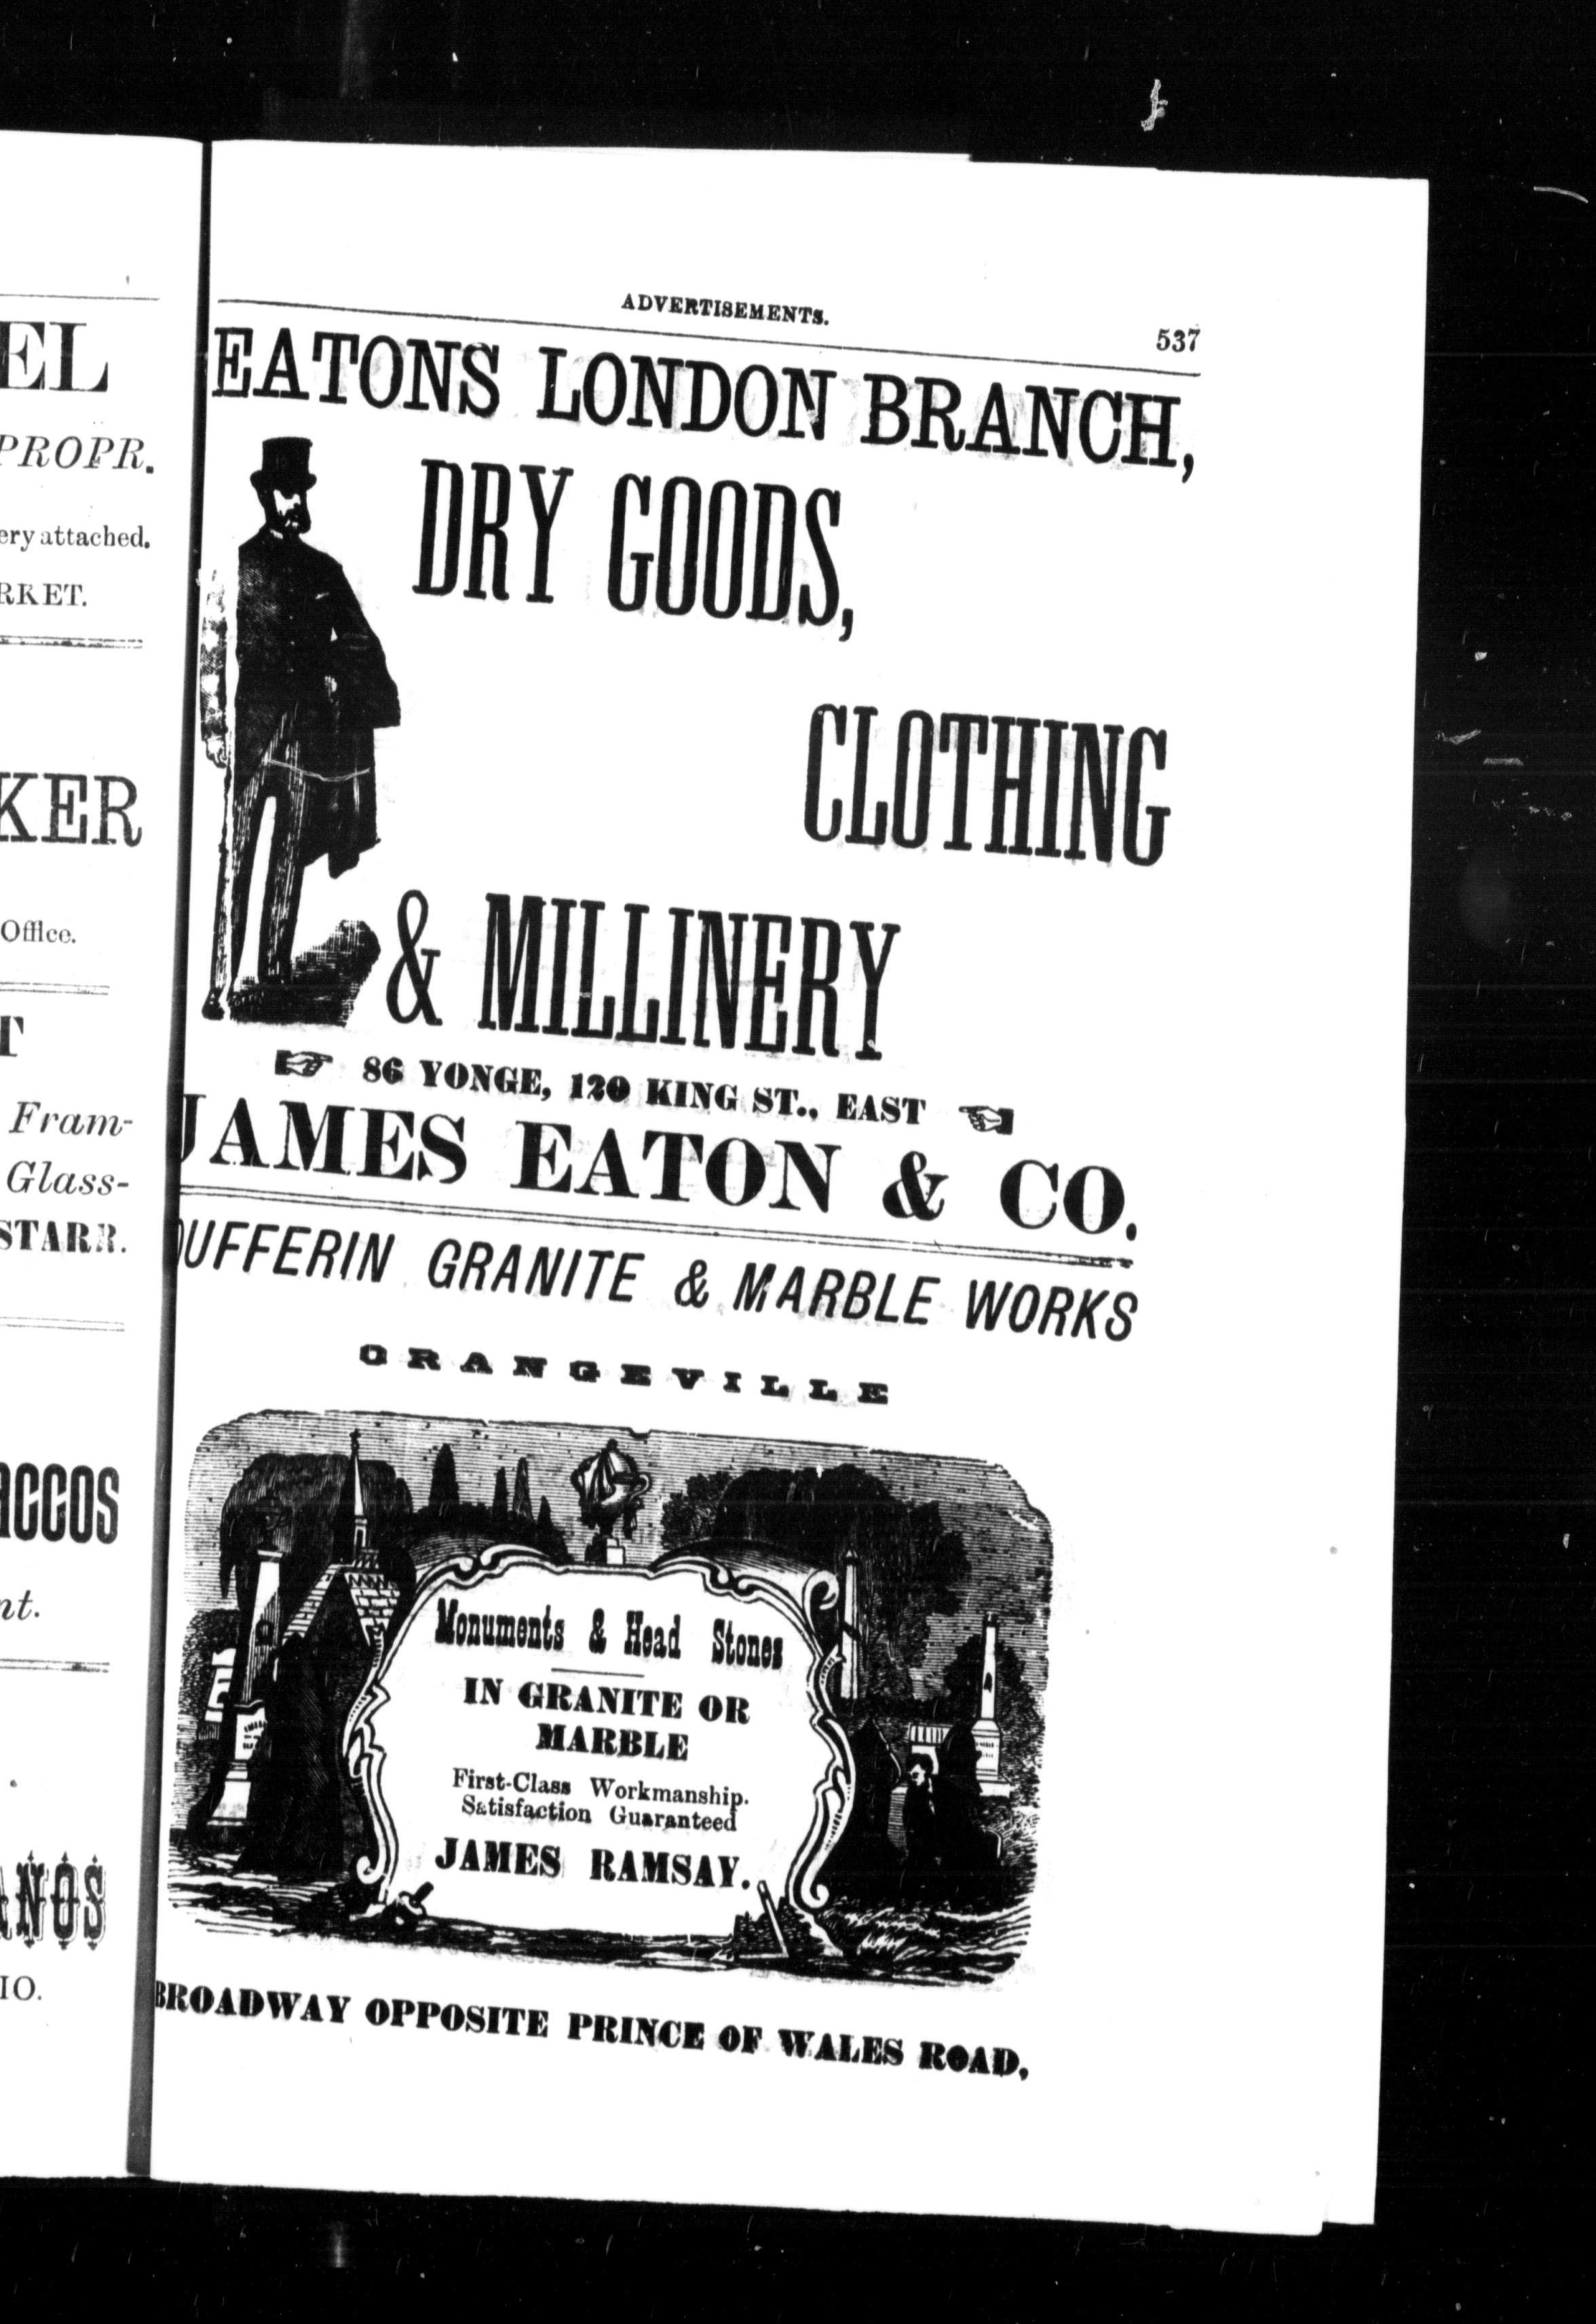 EL
PROPR.
ery attached.
RKET.
KER
Office.
T
Fram-
Glass-
STARR.
ACCOS
nt.
ANOS
IO.
ADVERTISEMENTS.
537
EATONS LONDON BRANCH,
DRY GOODS,
CLOTHING
& MILLINERY
86 YONGE, 120 KING ST., EAST
JAMES EATON & CO.
DUFFERIN GRANITE & MARBLE WORKS
ORANGEVILLE
Monuments & Head Stones
IN GRANITE OR
MARBLE
First-Class Workmanship.
Satisfaction Guaranteed
JAMES RAMSAY.
BROADWAY OPPOSITE PRINCE OF WALES ROAD,